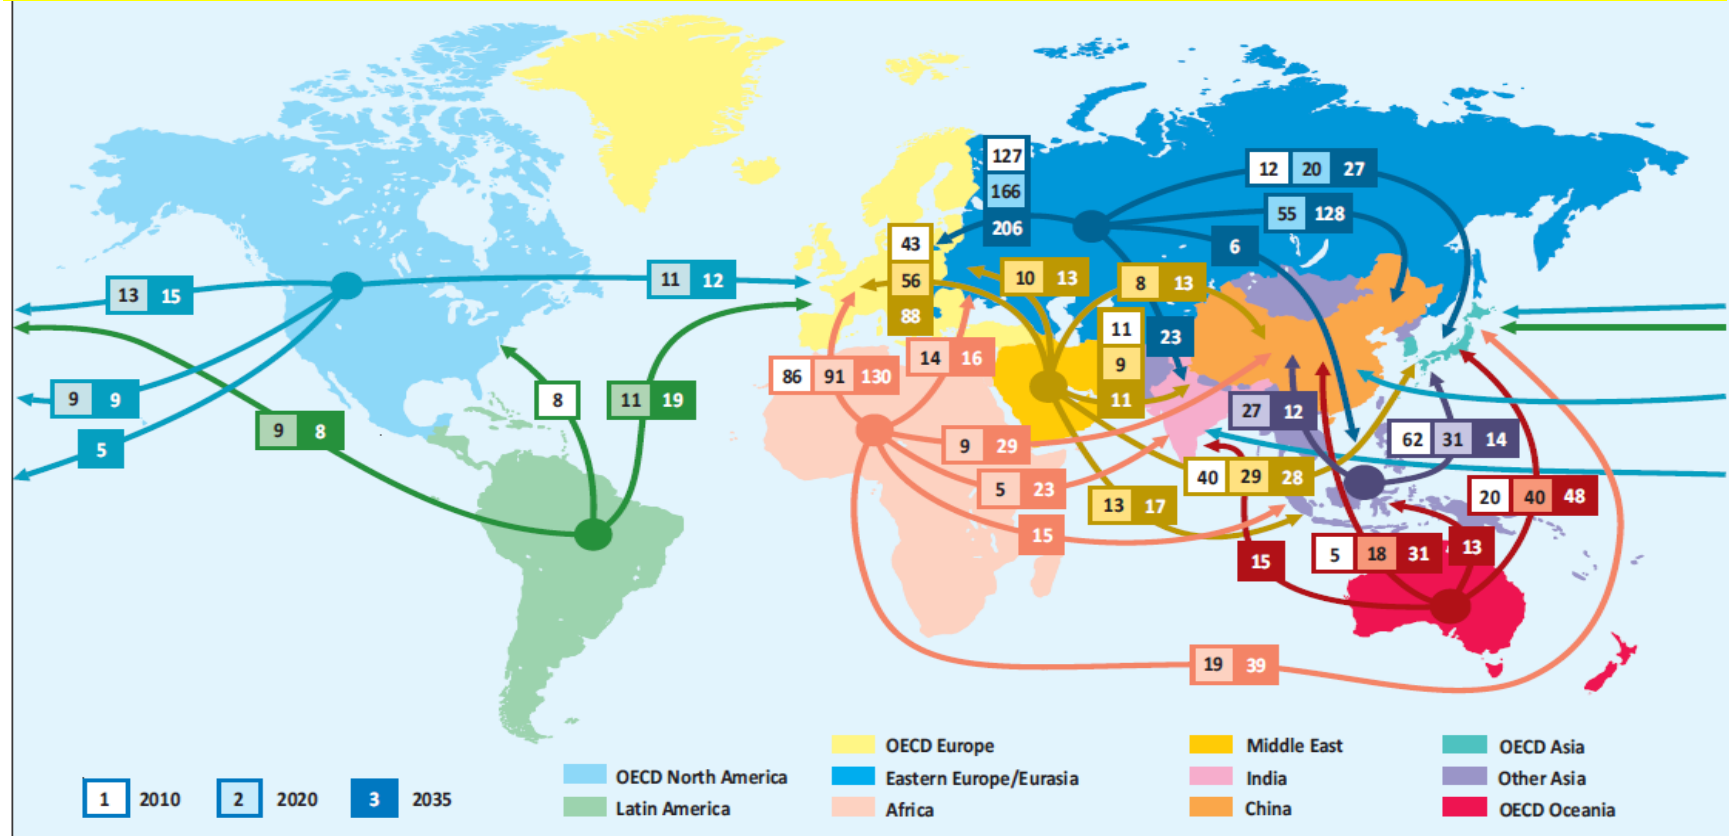 127
166
206
12 20 27
55 128
6
43
56
88
10 13
8 13
11
9
11
23
13 15
11 12
9 9
5
9 8
8
11 19
86 91 130
14 16
9 29
5 23
15
13 17
40 29 28
27 12
62 31 14
20 40 48
5 18 31
13
15
19 39
1 2010
2 2020
3 2035
OECD North America
Latin America
OECD Europe
Eastern Europe/Eurasia
Africa
Middle East
India
China
OECD Asia
Other Asia
OECD Oceania